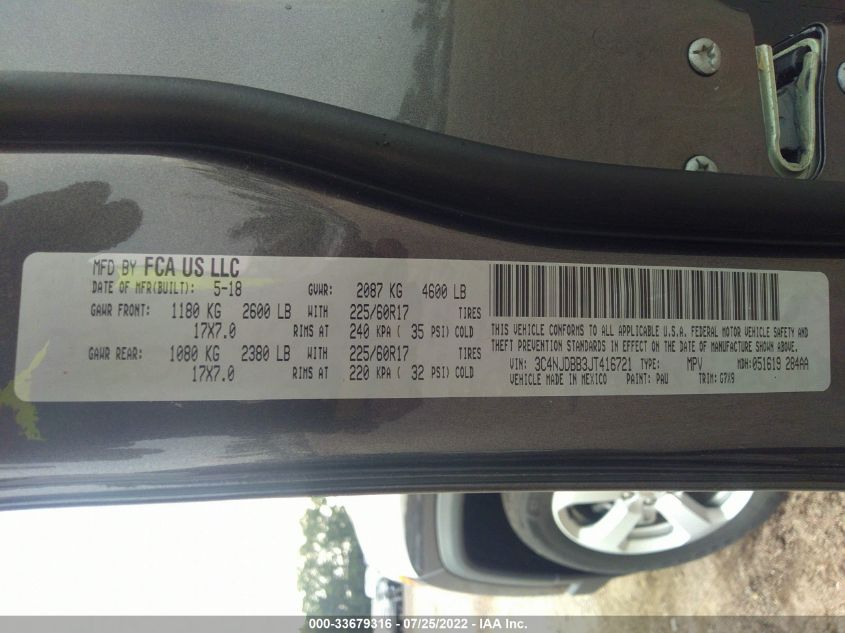 MFD BY FCA US LLC
DATE OF MFR(BUILT): 5-18 GVWR: 2087 KG 4600 LB
GAWR FRONT: 1180 KG 2600 LB WITH 225/60R17 TIRES
17X7.0 RIMS AT 240 KPA ( 35 PSI) COLD
GAWR REAR: 1080 KG 2380 LB WITH 225/60R17 TIRES
17X7.0 RIMS AT 220 KPA ( 32 PSI) COLD
THIS VEHICLE CONFORMS TO ALL APPLICABLE U.S.A. FEDERAL MOTOR VEHICLE SAFETY AND
THEFT PREVENTION STANDARDS IN EFFECT ON THE DATE OF MANUFACTURE SHOWN ABOVE.
VIN: 3C4NJDBB3JT416721 TYPE: MPV MDH:051619 284AA
VEHICLE MADE IN MEXICO PAINT: PAU TRIM: G7X9
000-33679316 - 07/25/2022 - IAA Inc.